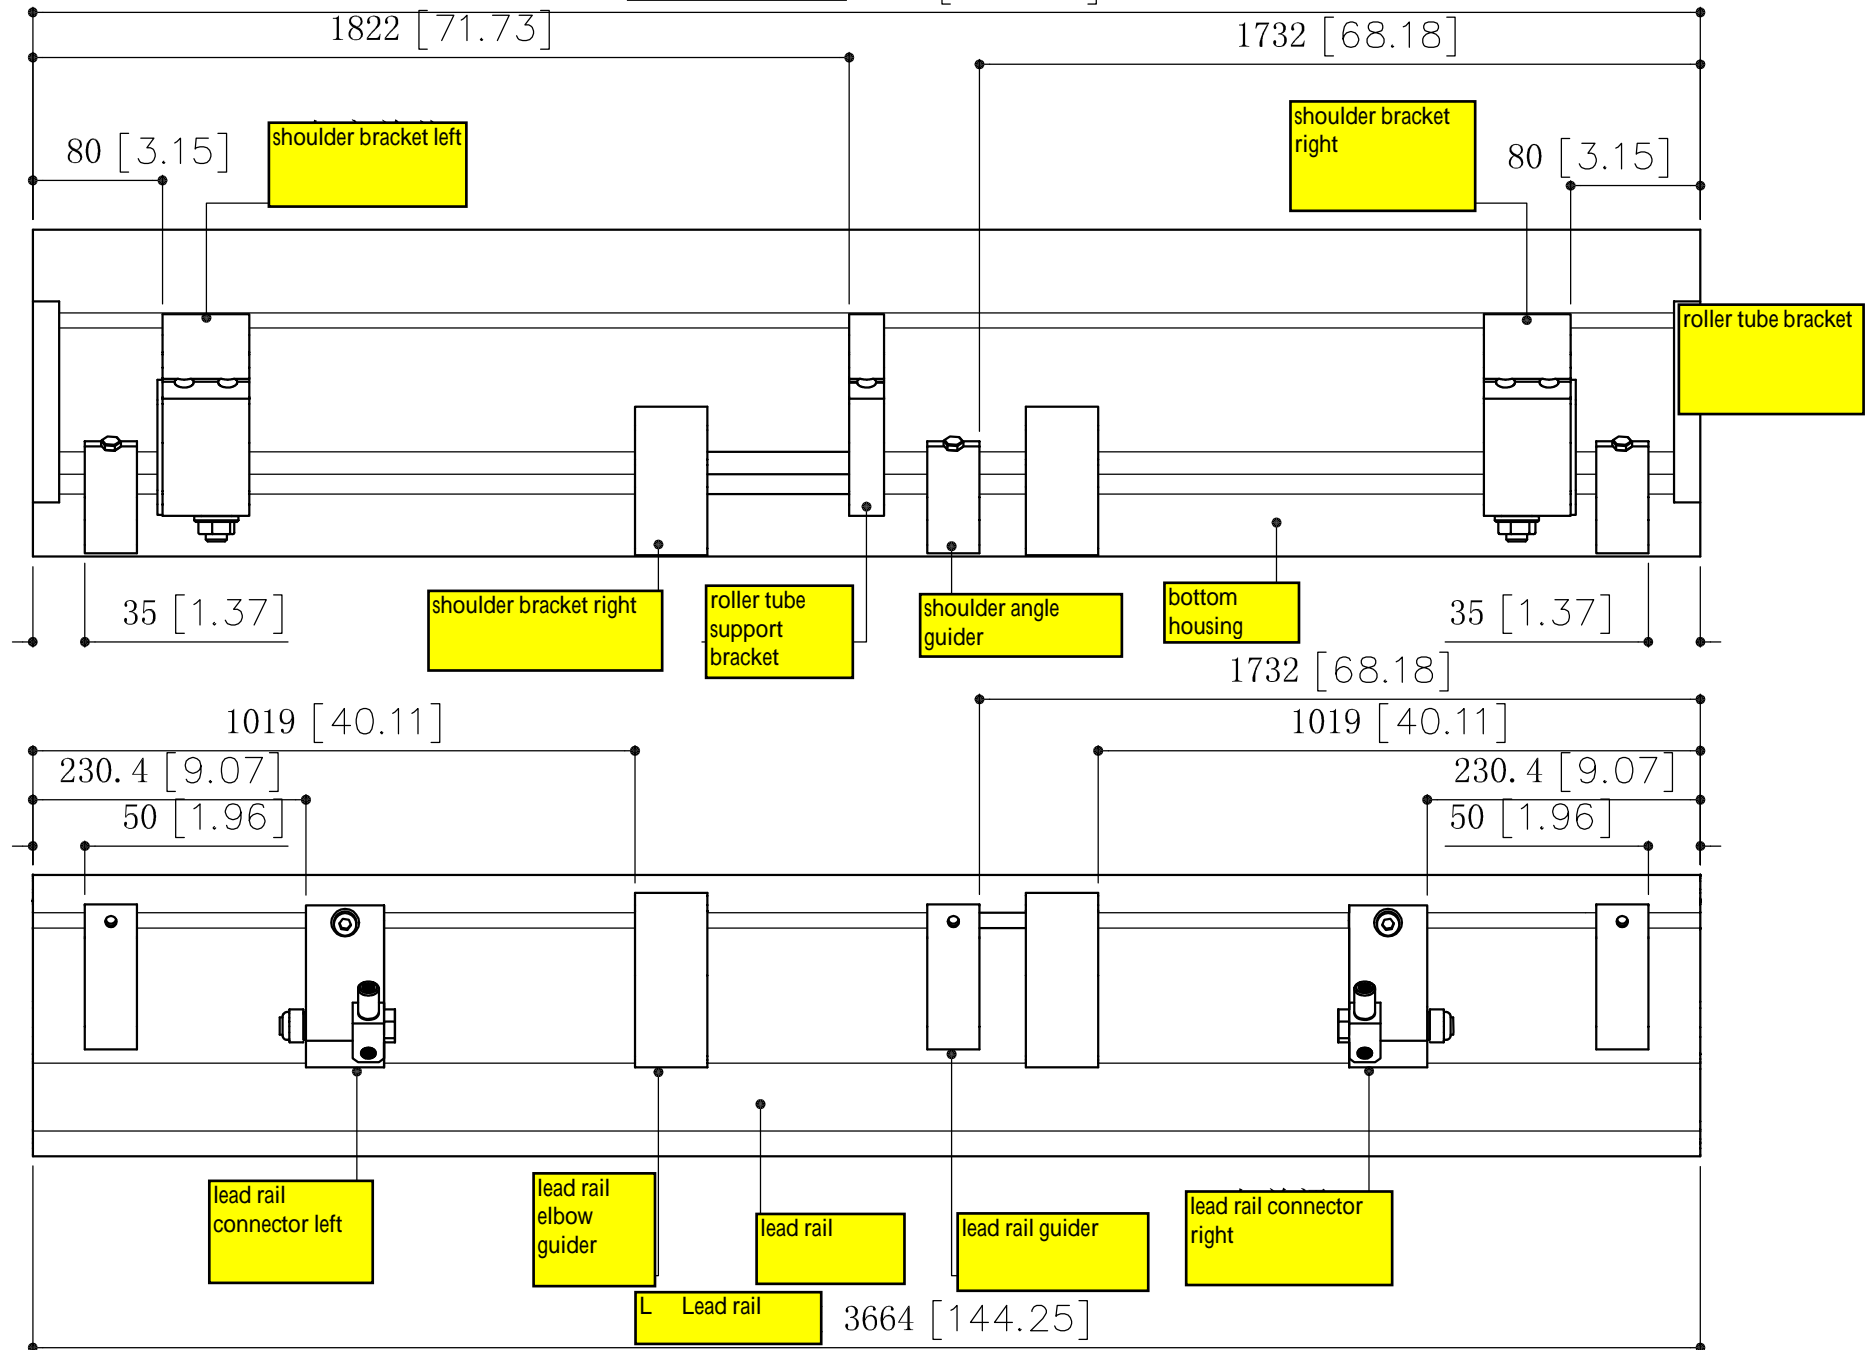 1822 [71.73]
1732 [68.18]
80 [3.15]
shoulder bracket left
shoulder bracket
right
80 [3.15]
roller tube bracket
35 [1.37]
shoulder bracket right
roller tube
support
bracket
shoulder angle
guider
bottom
housing
35 [1.37]
1732 [68.18]
1019 [40.11]
1019 [40.11]
230.4 [9.07]
230.4 [9.07]
50 [1.96]
50 [1.96]
lead rail
connector left
lead rail
elbow
guider
lead rail
lead rail guider
lead rail connector
right
L Lead rail
3664 [144.25]